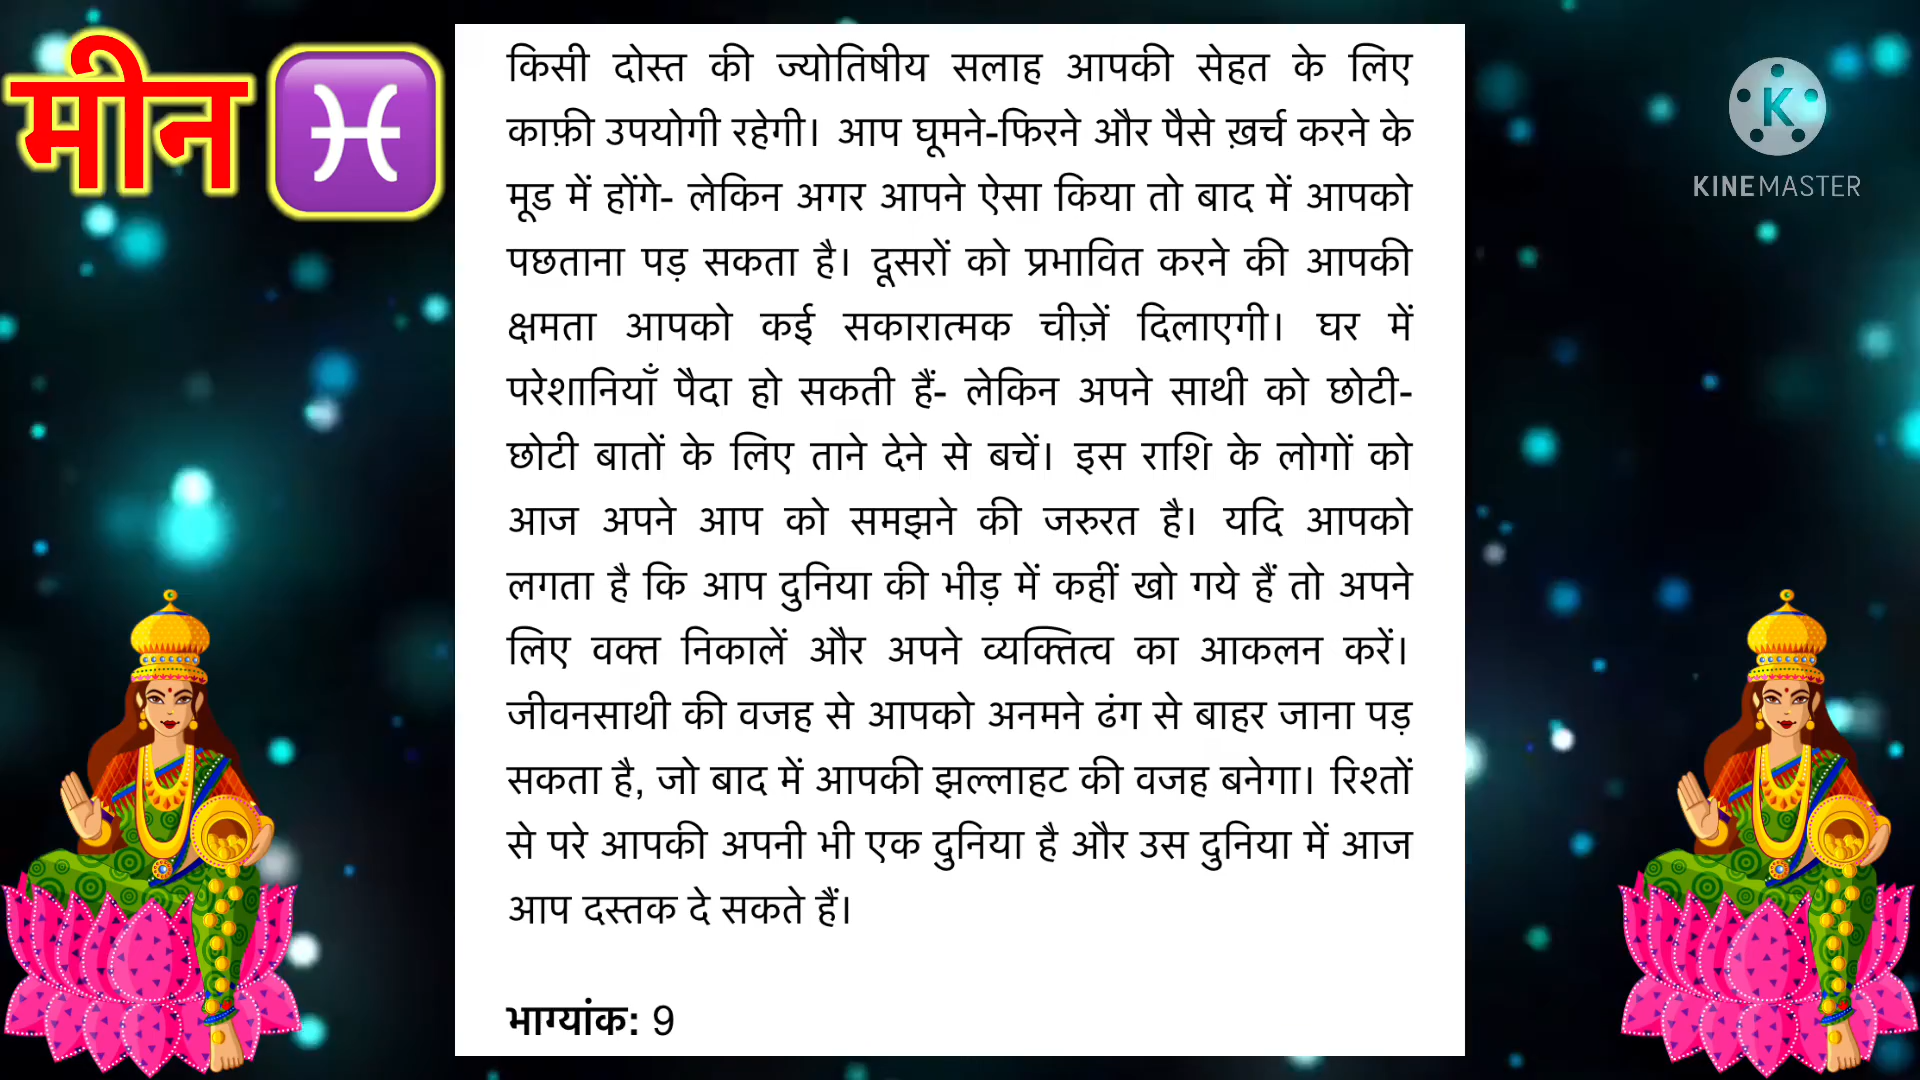 मीन
किसी दोस्त की ज्योतिषीय सलाह आपकी सेहत के लिए
काफ़ी उपयोगी रहेगी। आप घूमने-फिरने और पैसे ख़र्च करने के
मूड में होंगे- लेकिन अगर आपने ऐसा किया तो बाद में आपको
पछताना पड़ सकता है। दूसरों को प्रभावित करने की आपकी
क्षमता आपको कई सकारात्मक चीज़ें दिलाएगी। घर में
परेशानियाँ पैदा हो सकती हैं- लेकिन अपने साथी को छोटी-
छोटी बातों के लिए ताने देने से बचें। इस राशि के लोगों को
आज अपने आप को समझने की जरुरत है। यदि आपको
लगता है कि आप दुनिया की भीड़ में कहीं खो गये हैं तो अपने
लिए वक्त निकालें और अपने व्यक्तित्व का आकलन करें।
जीवनसाथी की वजह से आपको अनमने ढंग से बाहर जाना पड़
सकता है, जो बाद में आपकी झल्लाहट की वजह बनेगा। रिश्तों
से परे आपकी अपनी भी एक दुनिया है और उस दुनिया में आज
आप दस्तक दे सकते हैं।
भाग्यांक: 9
K
KINEMASTER